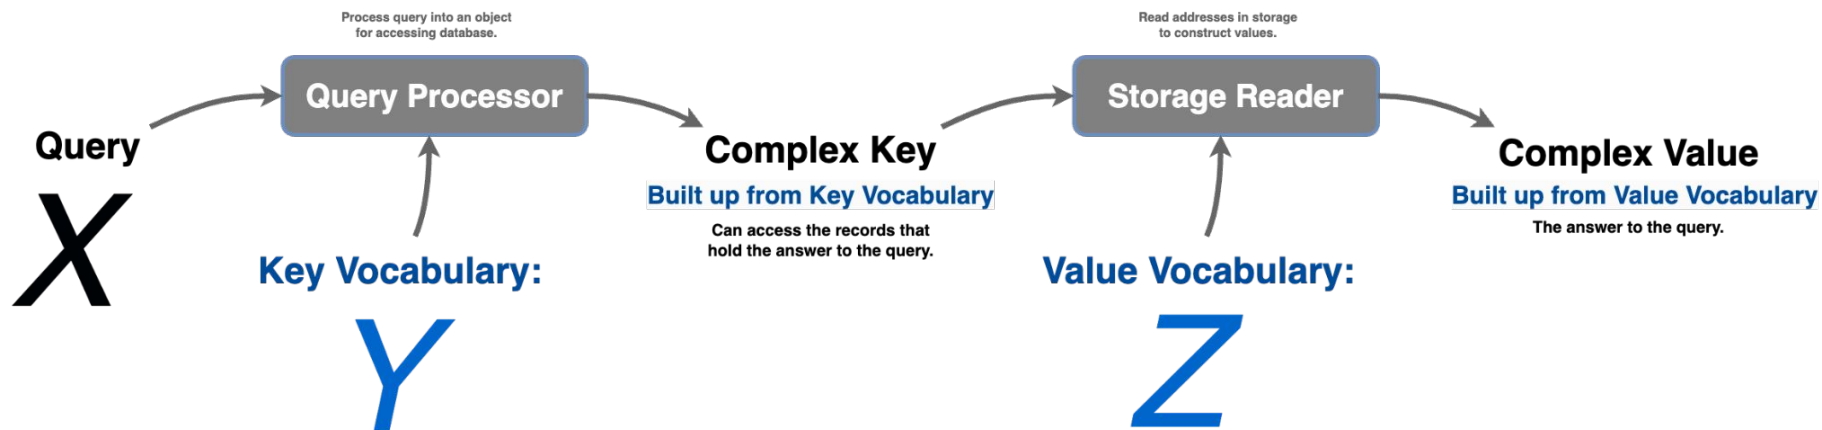 Process query into an object
for accessing database.
Query Processor
Query
X
Key Vocabulary:
Y
Complex Key
Built up from Key Vocabulary
Can access the records that
hold the answer to the query.
Read addresses in storage
to construct values.
Storage Reader
Value Vocabulary:
Z
Complex Value
Built up from Value Vocabulary
The answer to the query.